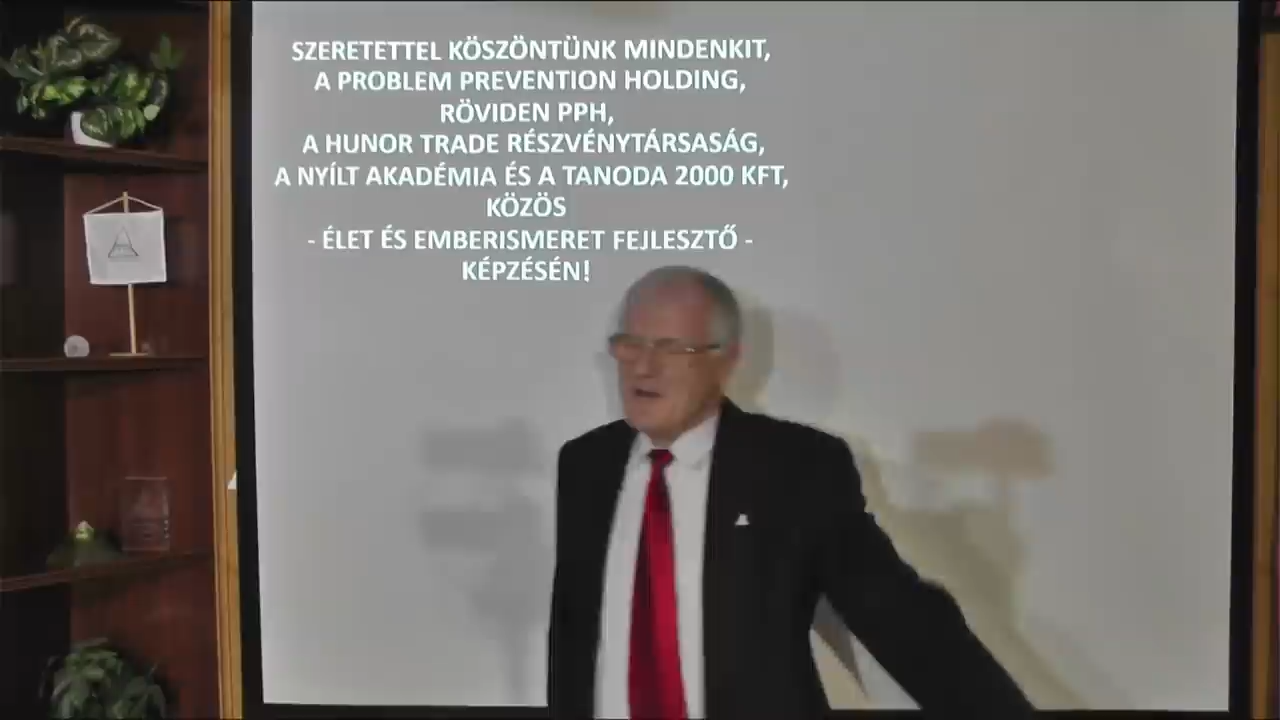 SZERETETTEL KÖSZÖNTÜNK MINDENKIT,
A PROBLEM PREVENTION HOLDING,
RÖVIDEN PPH,
A HUNOR TRADE RÉSZVÉNYTÁRSASÁG,
A NYÍLT AKADÉMIA ÉS A TANODA 2000 KFT,
KÖZÖS
- ÉLET ÉS EMBERISMERET FEJLESZTŐ -
KÉPZÉSÉN!